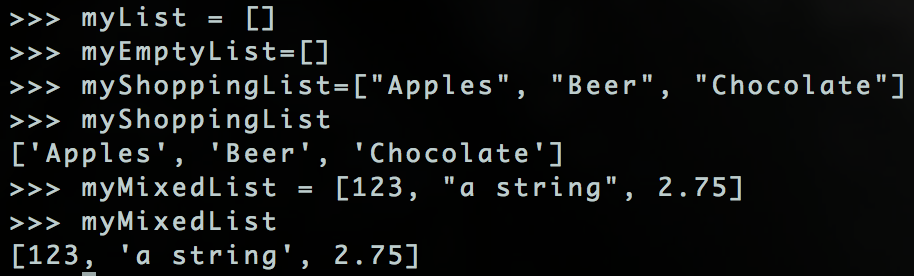 >>> myList = []
>>> myEmptyList=[]
>>> myShoppingList=["Apples", "Beer", "Chocolate"]
>>> myShoppingList
['Apples', 'Beer', 'Chocolate']
>>> myMixedList = [123, "a string", 2.75]
>>> myMixedList
[123, 'a string', 2.75]